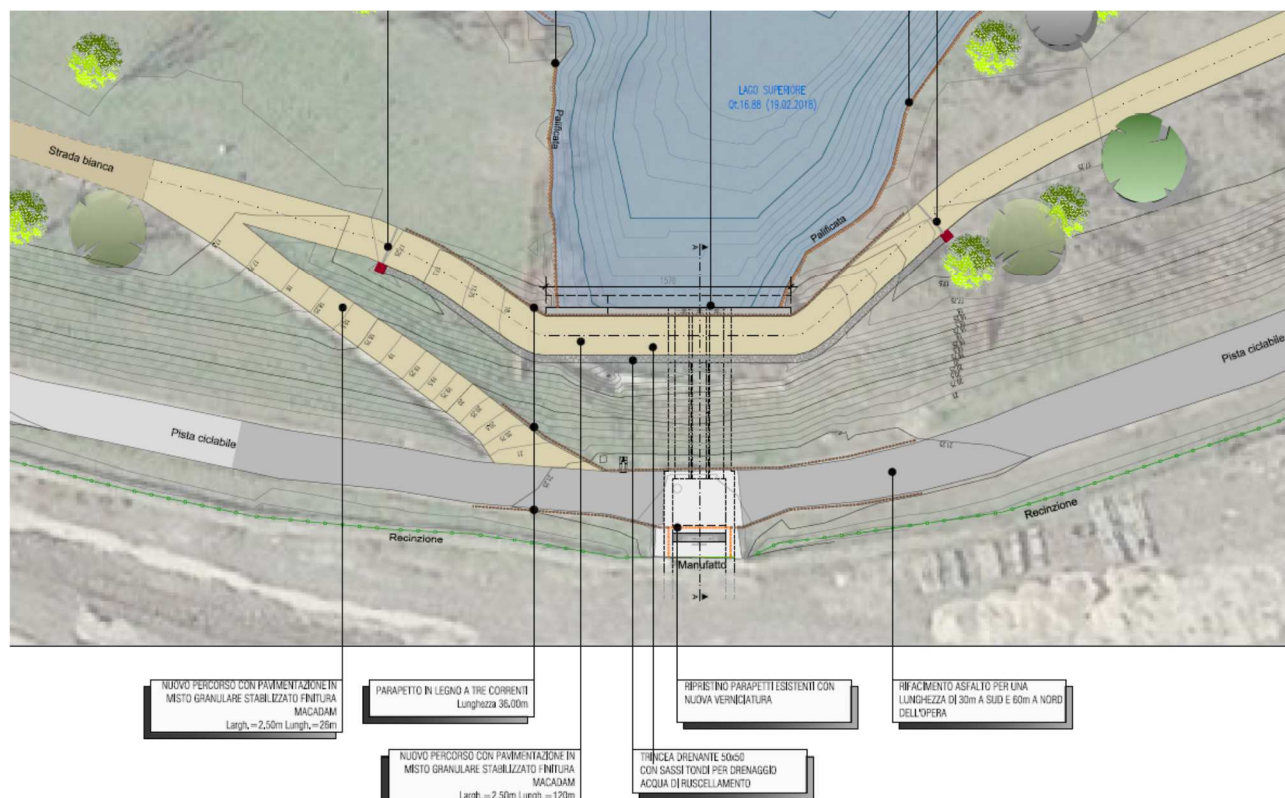 LAGO SUPERIORE
Qt.16.88 (19.02.2018)
Palificata
Strada bianca
Palificata
1570
Pista ciclabile
Pista ciclabile
Recinzione
Recinzione
Manufatto
NUOVO PERCORSO CON PAVIMENTAZIONE IN
MISTO GRANULARE STABILIZZATO FINITURA
MACADAM
Largh.=2,50m Lungh.=26m
PARAPETTO IN LEGNO A TRE CORRENTI
Lunghezza 36.00m
RIPRISTINO PARAPETTI ESISTENTI CON
NUOVA VERNICIATURA
RIFACIMENTO ASFALTO PER UNA
LUNGHEZZA DI 30m A SUD E 60m A NORD
DELL'OPERA
NUOVO PERCORSO CON PAVIMENTAZIONE IN
MISTO GRANULARE STABILIZZATO FINITURA
MACADAM
Largh.=2,50m Lungh.=120m
TRINCEA DRENANTE 50x50
CON SASSI TONDI PER DRENAGGIO
ACQUA DI RUSCELLAMENTO